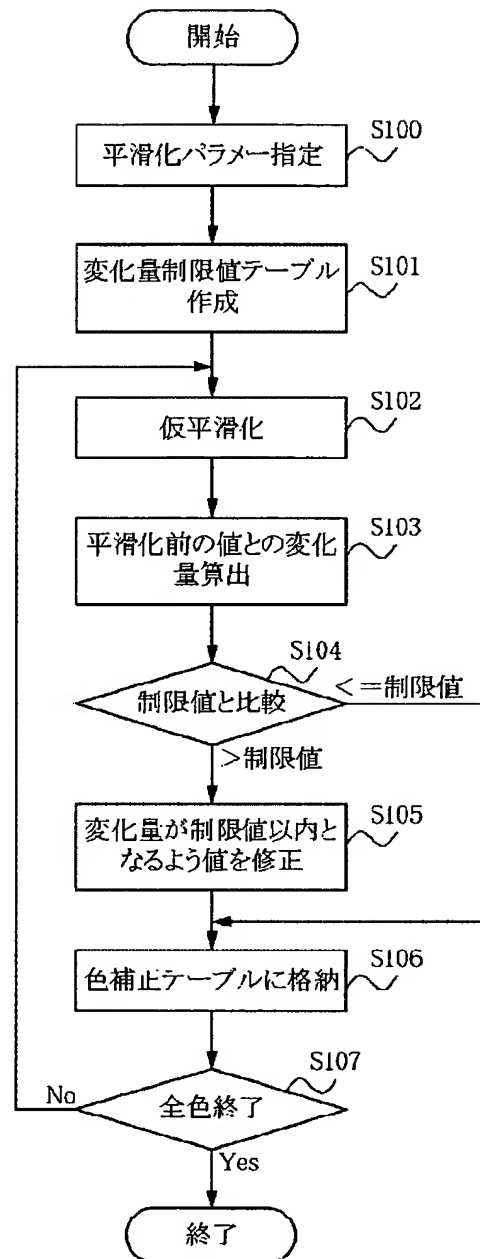 開始
S100
平滑化パラメー指定
変化量制限値テーブル
作成
S101
S102
仮平滑化
S103
平滑化前の値との変化
量算出
S104
制限値と比較
<=制限値
>制限値
S105
変化量が制限値以内と
なるよう値を修正
S106
色補正テーブルに格納
S107
No
全色終了
Yes
終了